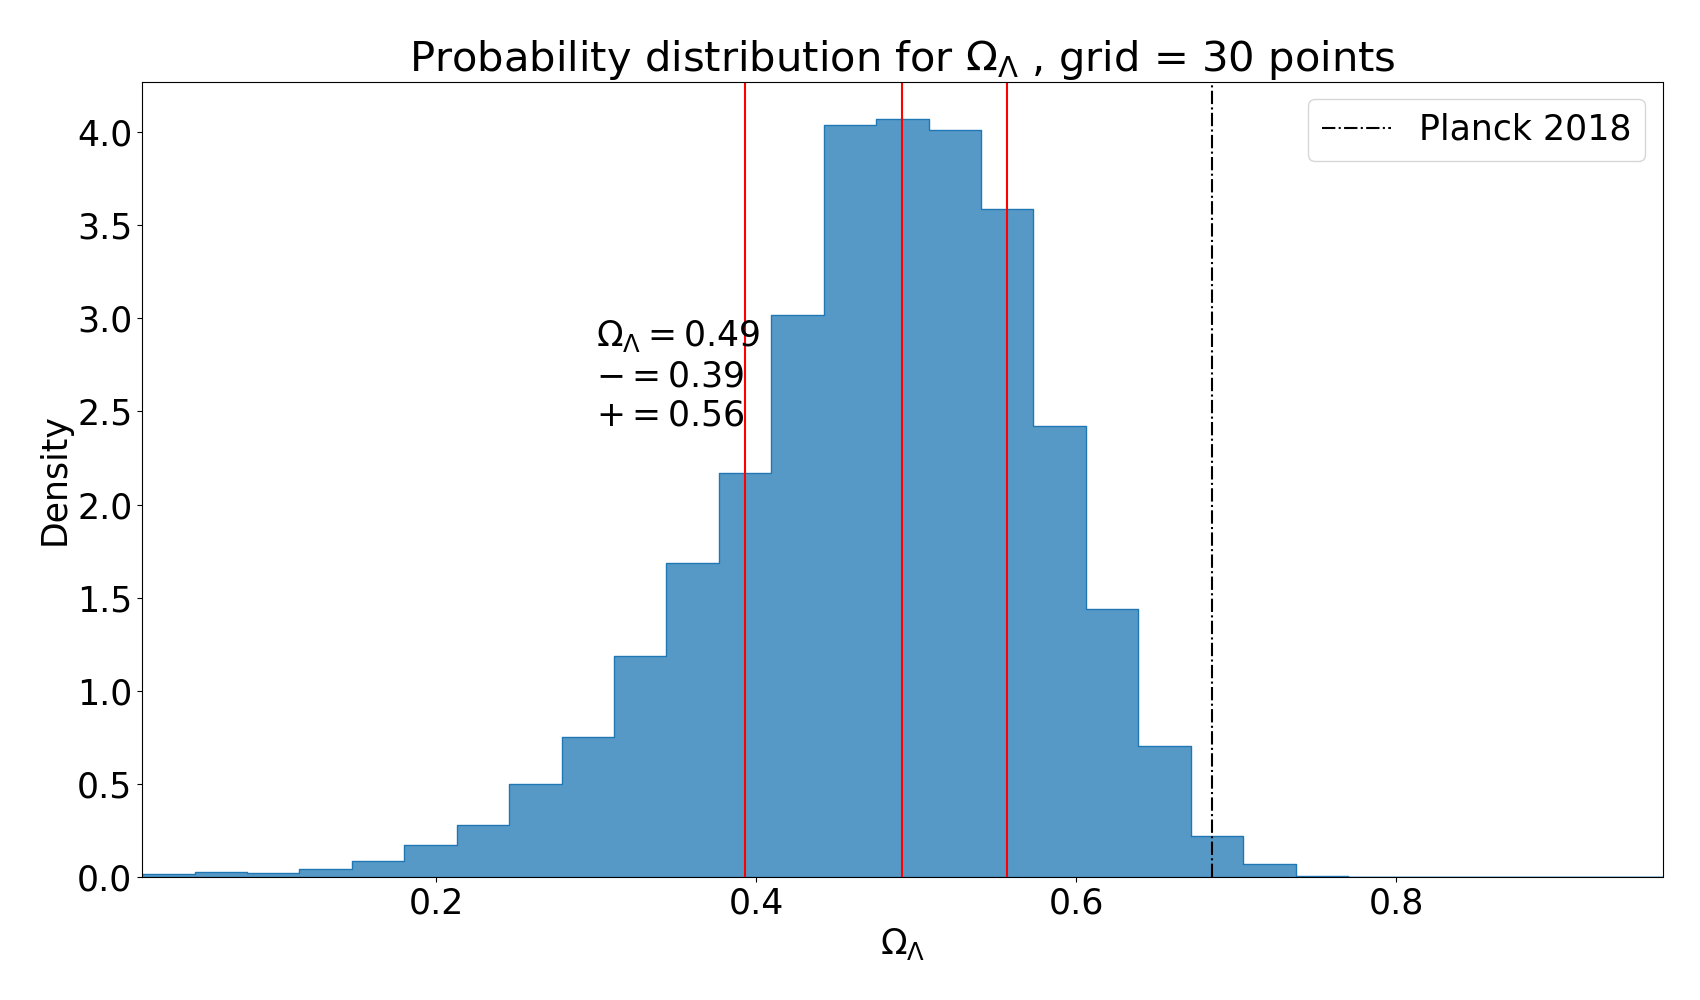 Probability distribution for Ω_Λ , grid = 30 points
Planck 2018
4.0
3.5
3.0
2.5
2.0
1.5
1.0
0.5
0.0
Density
Ω_Λ = 0.49
− = 0.39
+ = 0.56
0.2 0.4 0.6 0.8
Ω_Λ